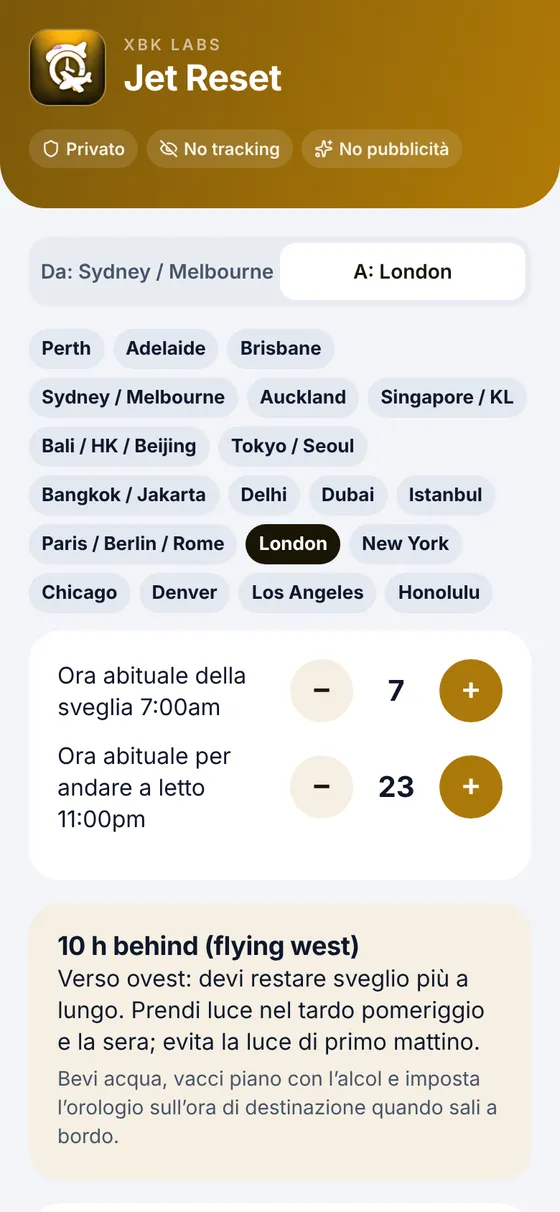 XBK LABS
Jet Reset
Privato
No tracking
No pubblicità
Da: Sydney / Melbourne
A: London
Perth
Adelaide
Brisbane
Sydney / Melbourne
Auckland
Singapore / KL
Bali / HK / Beijing
Tokyo / Seoul
Bangkok / Jakarta
Delhi
Dubai
Istanbul
Paris / Berlin / Rome
London
New York
Chicago
Denver
Los Angeles
Honolulu
Ora abituale della
sveglia 7:00am
− 7 +
Ora abituale per
andare a letto
11:00pm
− 23 +
10 h behind (flying west)
Verso ovest: devi restare sveglio più a
lungo. Prendi luce nel tardo pomeriggio
e la sera; evita la luce di primo mattino.
Bevi acqua, vacci piano con l’alcol e imposta
l’orologio sull’ora di destinazione quando sali a
bordo.